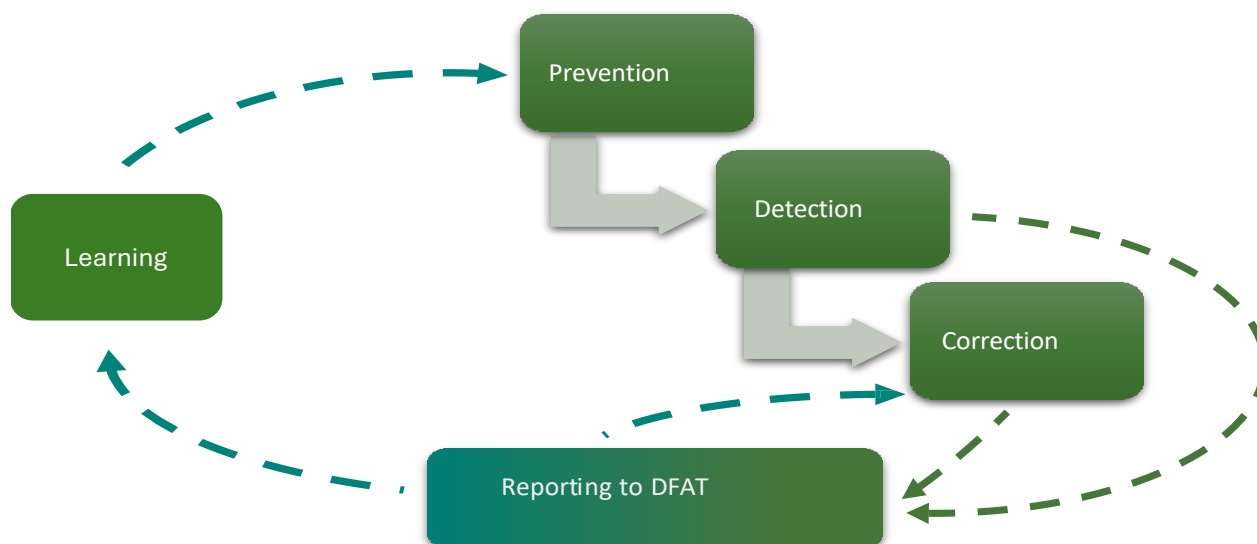 Prevention
Detection
Learning
Correction
Reporting to DFAT